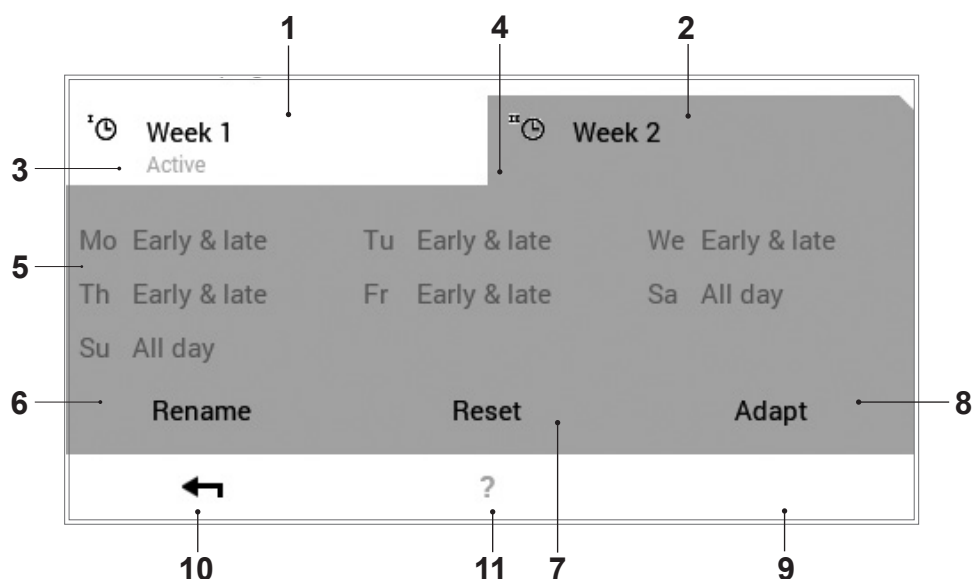 1 4 2
I Week 1 II Week 2
3 Active
Mo Early & late Tu Early & late We Early & late
5
Th Early & late Fr Early & late Sa All day
Su All day
6 Rename Reset Adapt 8
?
10 11 7 9